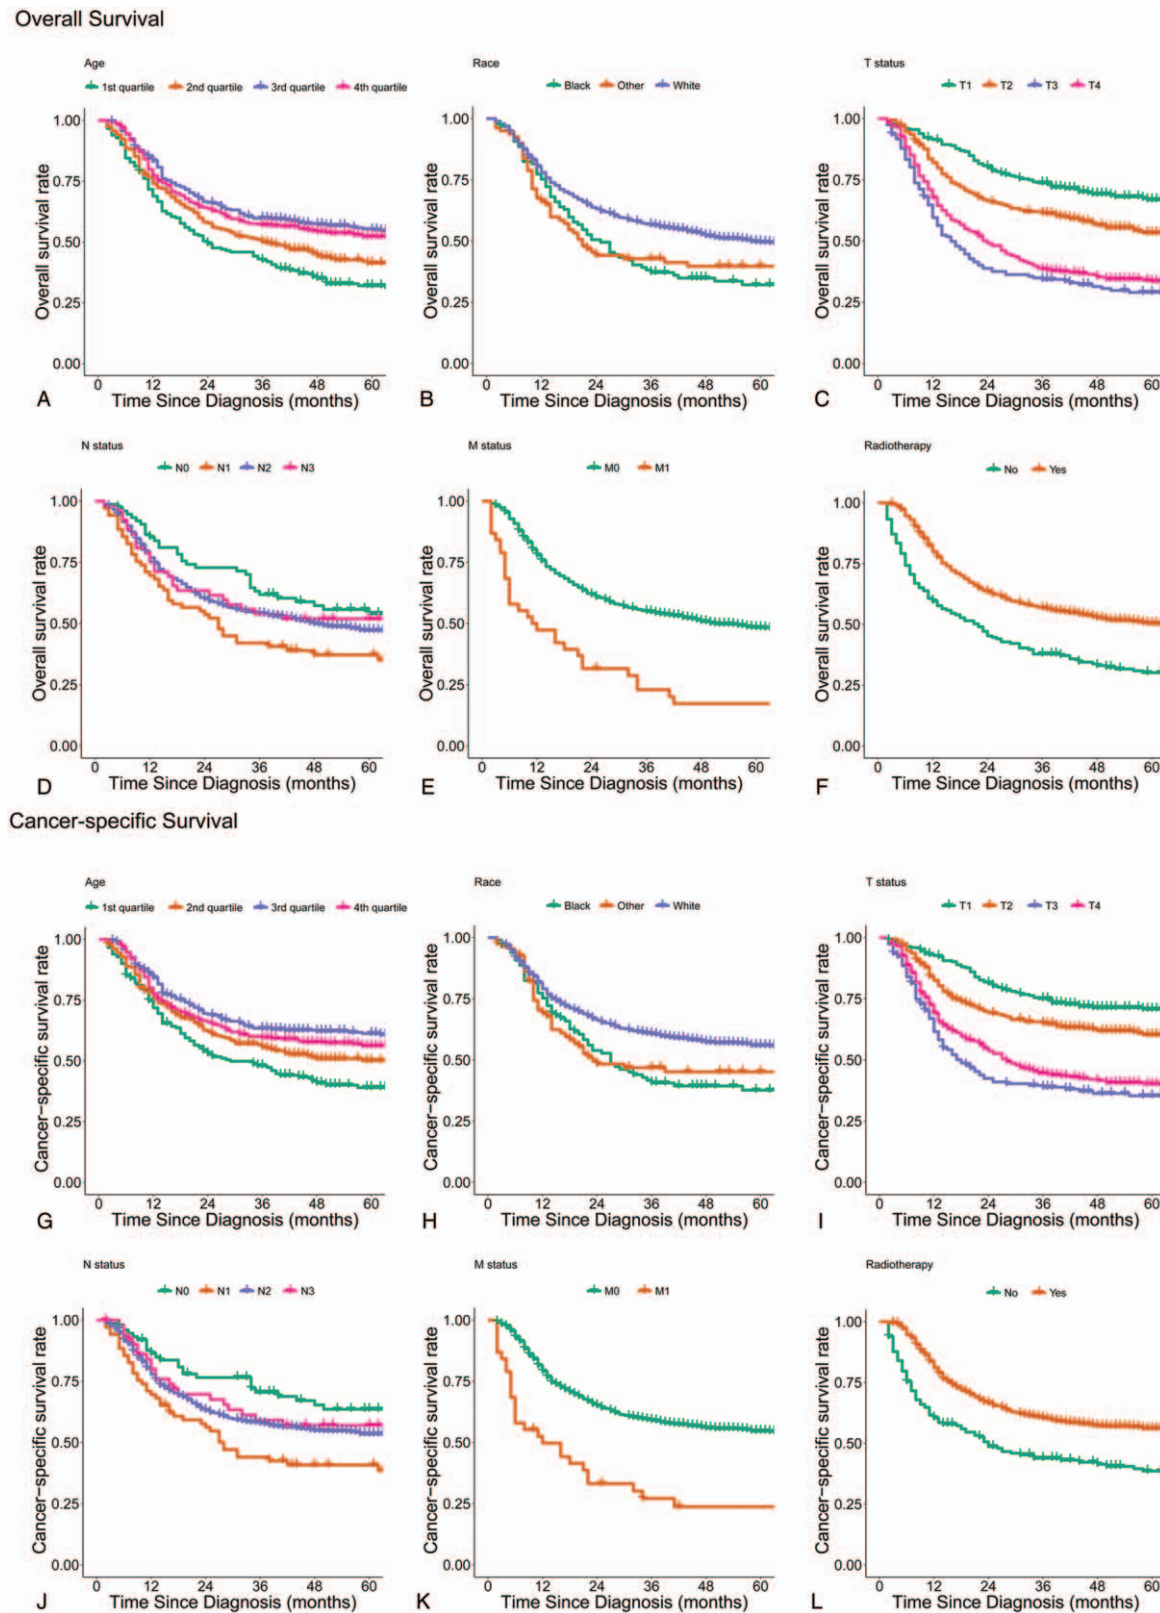 Overall Survival
Age
1st quartile 2nd quartile 3rd quartile 4th quartile
Overall survival rate
1.00
0.75
0.50
0.25
0.00
0 12 24 36 48 60
A Time Since Diagnosis (months)
Race
Black Other White
Overall survival rate
1.00
0.75
0.50
0.25
0.00
0 12 24 36 48 60
B Time Since Diagnosis (months)
T status
T1 T2 T3 T4
Overall survival rate
1.00
0.75
0.50
0.25
0.00
0 12 24 36 48 60
C Time Since Diagnosis (months)
N status
N0 N1 N2 N3
Overall survival rate
1.00
0.75
0.50
0.25
0.00
0 12 24 36 48 60
D Time Since Diagnosis (months)
M status
M0 M1
Overall survival rate
1.00
0.75
0.50
0.25
0.00
0 12 24 36 48 60
E Time Since Diagnosis (months)
Radiotherapy
No Yes
Overall survival rate
1.00
0.75
0.50
0.25
0.00
0 12 24 36 48 60
F Time Since Diagnosis (months)
Cancer-specific Survival
Age
1st quartile 2nd quartile 3rd quartile 4th quartile
Cancer−specific survival rate
1.00
0.75
0.50
0.25
0.00
0 12 24 36 48 60
G Time Since Diagnosis (months)
Race
Black Other White
Cancer−specific survival rate
1.00
0.75
0.50
0.25
0.00
0 12 24 36 48 60
H Time Since Diagnosis (months)
T status
T1 T2 T3 T4
Cancer−specific survival rate
1.00
0.75
0.50
0.25
0.00
0 12 24 36 48 60
I Time Since Diagnosis (months)
N status
N0 N1 N2 N3
Cancer−specific survival rate
1.00
0.75
0.50
0.25
0.00
0 12 24 36 48 60
J Time Since Diagnosis (months)
M status
M0 M1
Cancer−specific survival rate
1.00
0.75
0.50
0.25
0.00
0 12 24 36 48 60
K Time Since Diagnosis (months)
Radiotherapy
No Yes
Cancer−specific survival rate
1.00
0.75
0.50
0.25
0.00
0 12 24 36 48 60
L Time Since Diagnosis (months)